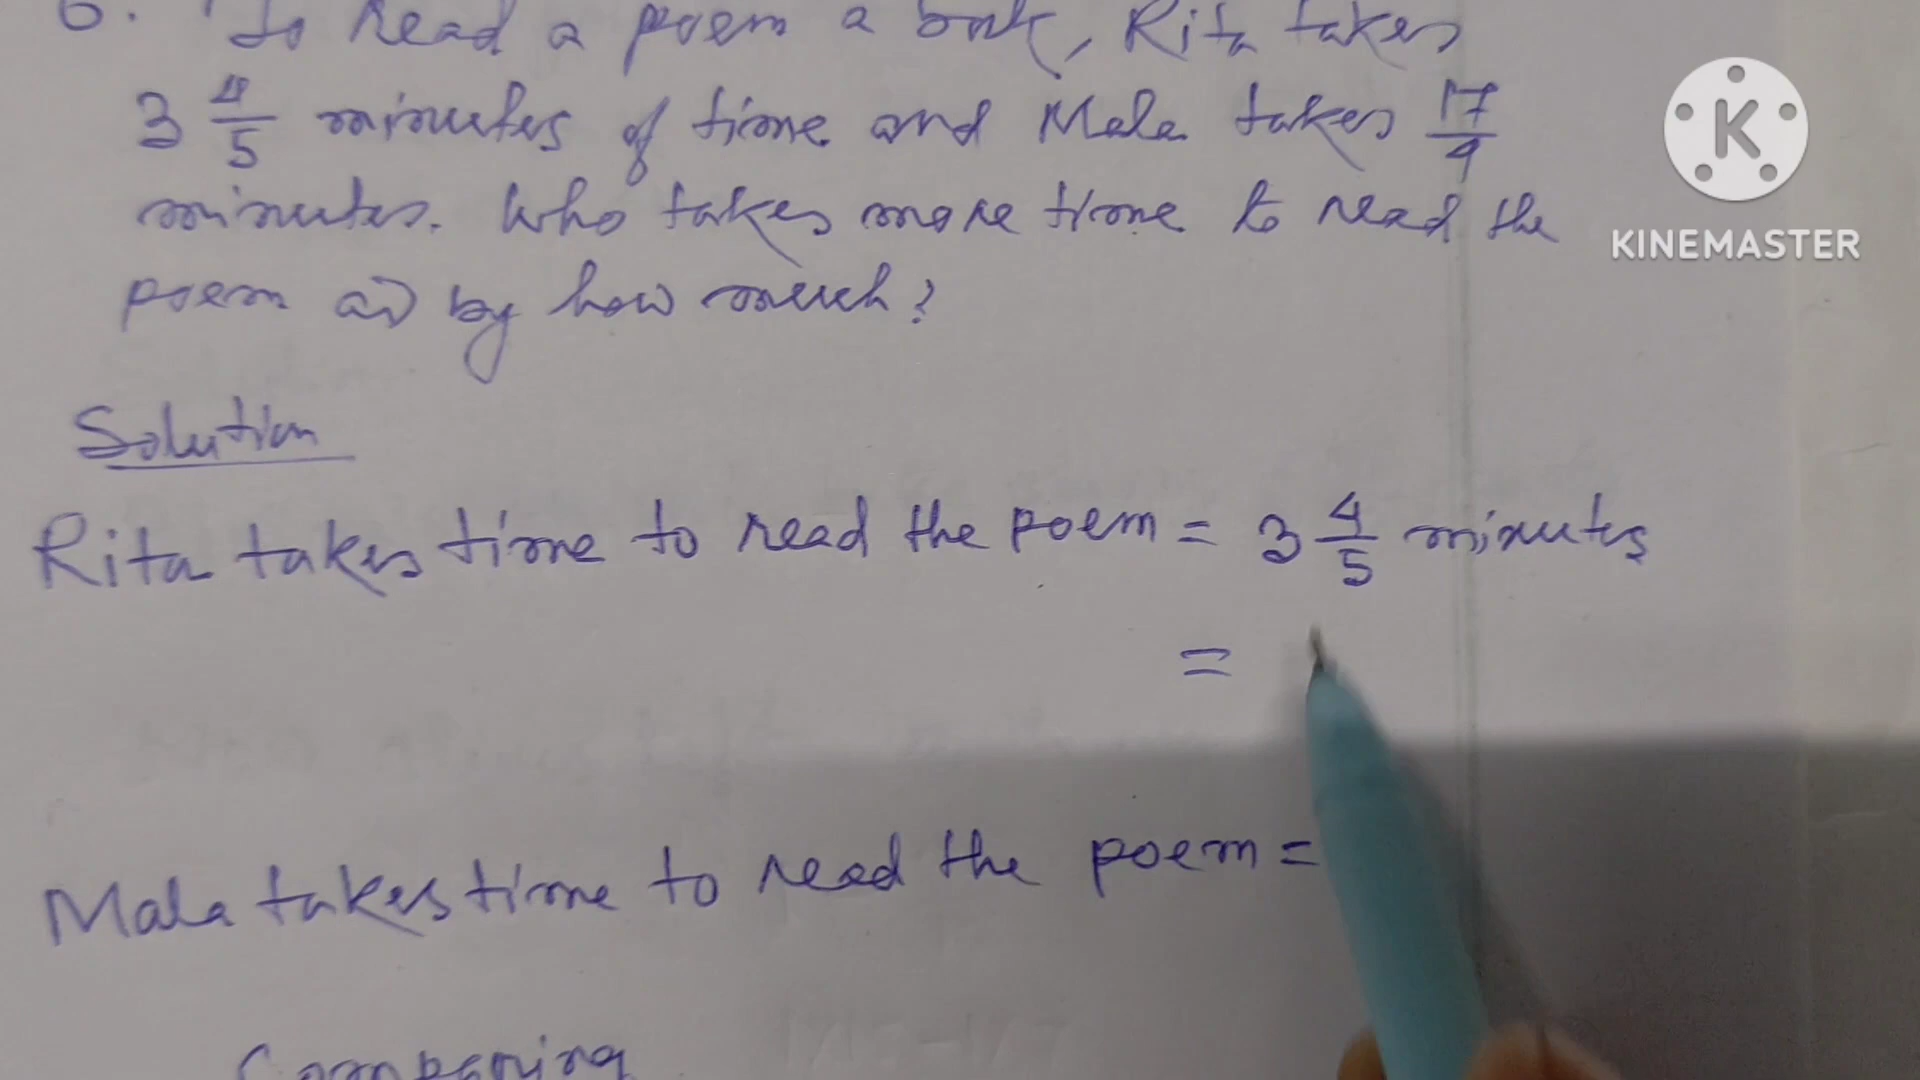 6. To read a poem a book, Rita takes
3 4/5 minutes of time and Mala takes 17/4
minutes. Who takes more time to read the
poem and by how much?
K
KINEMASTER
Solution
Rita takes time to read the poem = 3 4/5 minutes
=
Mala takes time to read the poem =
Comparing